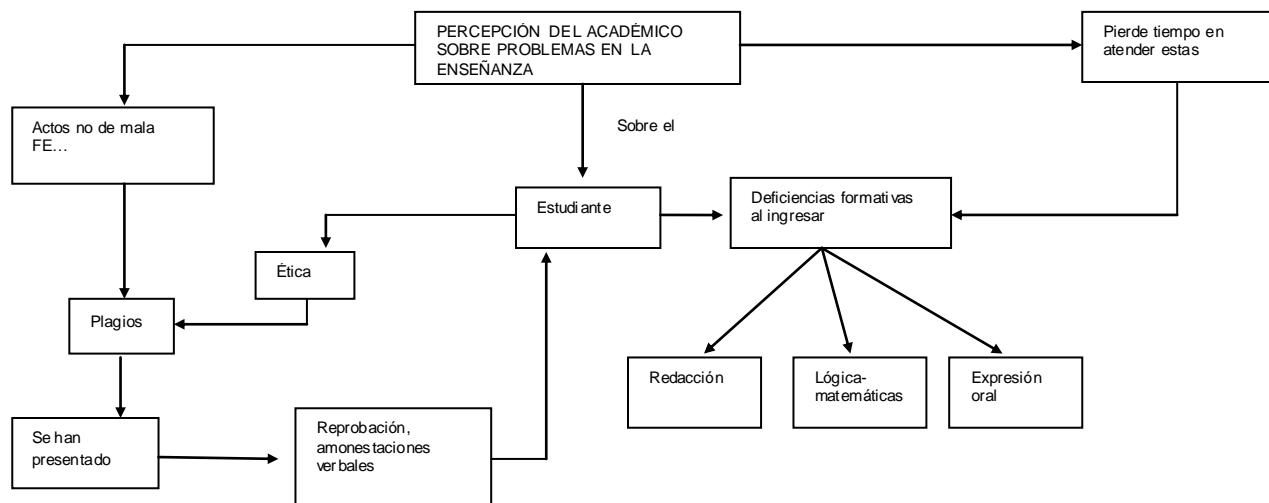 PERCEPCIÓN DEL ACADÉMICO
SOBRE PROBLEMAS EN LA
ENSEÑANZA
Pierde tiempo en
atender estas
Actos no de mala
FE…
Sobre el
Estudiante
Deficiencias formativas
al ingresar
Ética
Plagios
Redacción
Lógica-
matemáticas
Expresión
oral
Se han
presentado
Reprobación,
amonestaciones
verbales